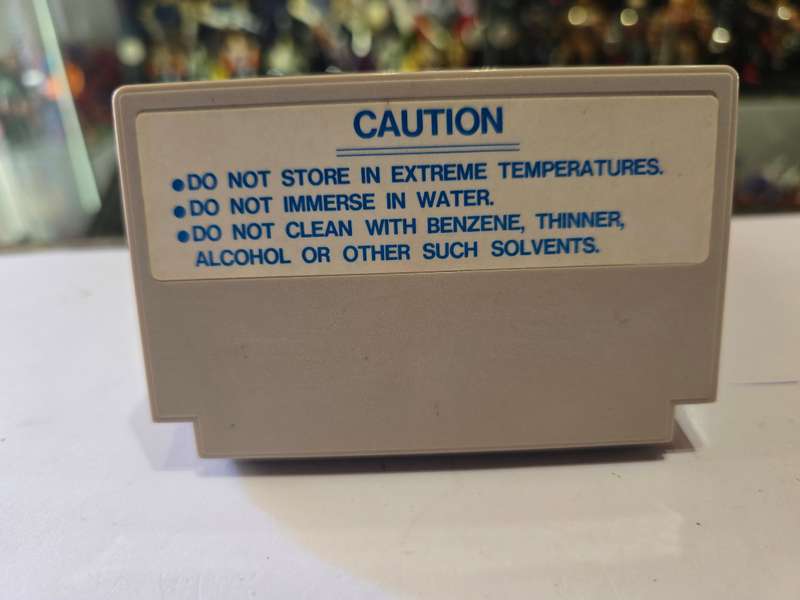 CAUTION
•DO NOT STORE IN EXTREME TEMPERATURES.
•DO NOT IMMERSE IN WATER.
•DO NOT CLEAN WITH BENZENE, THINNER,
ALCOHOL OR OTHER SUCH SOLVENTS.